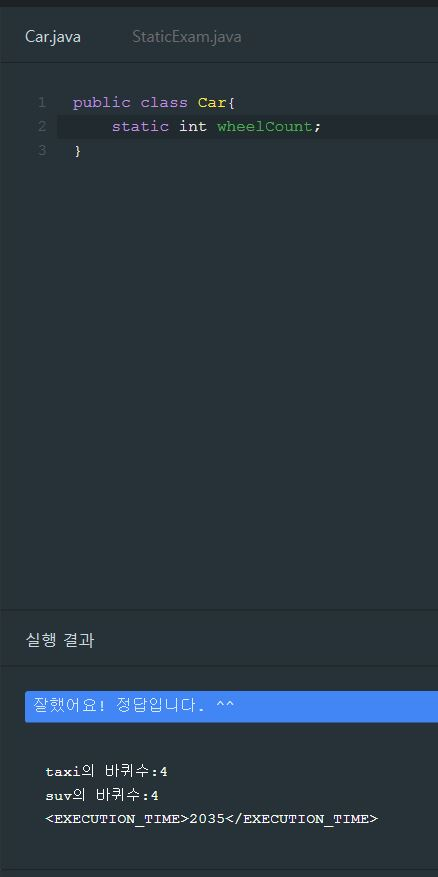 Car.java StaticExam.java
1 public class Car{
2 static int wheelCount;
3 }
실행 결과
잘했어요! 정답입니다. ^^
taxi의 바퀴수:4
suv의 바퀴수:4
<EXECUTION_TIME>2035</EXECUTION_TIME>